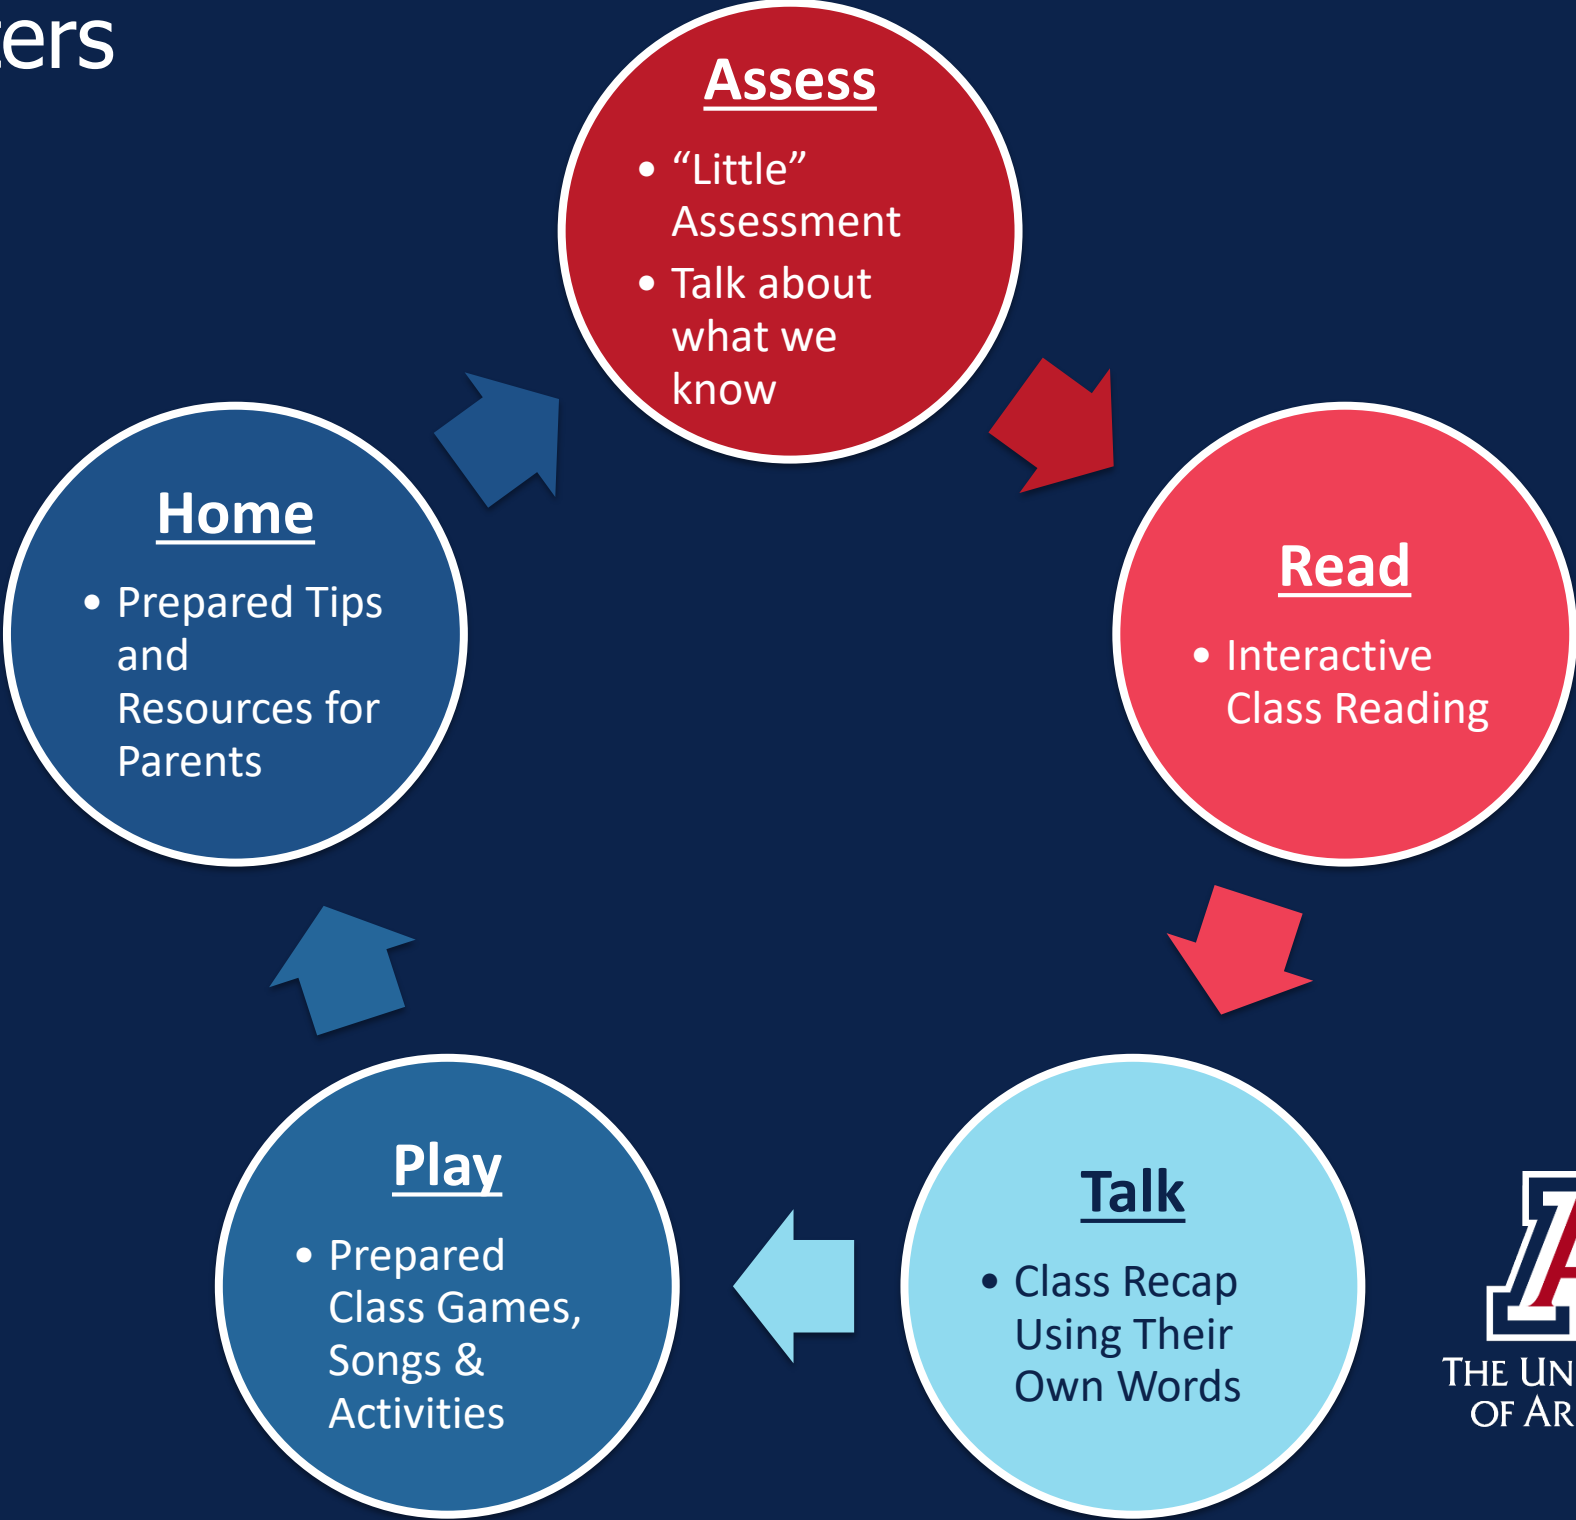 Assess
• “Little”
Assessment
• Talk about
what we
know
Read
• Interactive
Class Reading
Talk
• Class Recap
Using Their
Own Words
Play
• Prepared
Class Games,
Songs &
Activities
Home
• Prepared Tips
and
Resources for
Parents
A
THE UN
OF AR